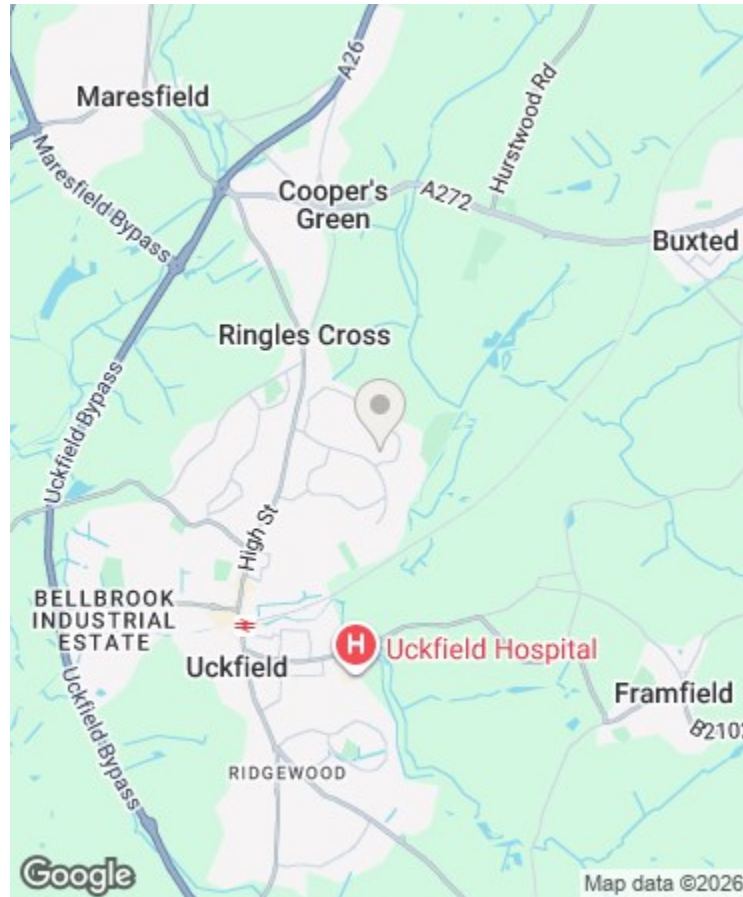 A26
Maresfield
Hurstwood Rd
Maresfield Bypass
Cooper's
Green
A272
Buxted
Ringles Cross
Uckfield Bypass
High St
BELLBROOK
INDUSTRIAL
ESTATE
H
Uckfield Hospital
Uckfield
Uckfield Bypass
Framfield
B2102
RIDGEWOOD
Google
Map data ©2026